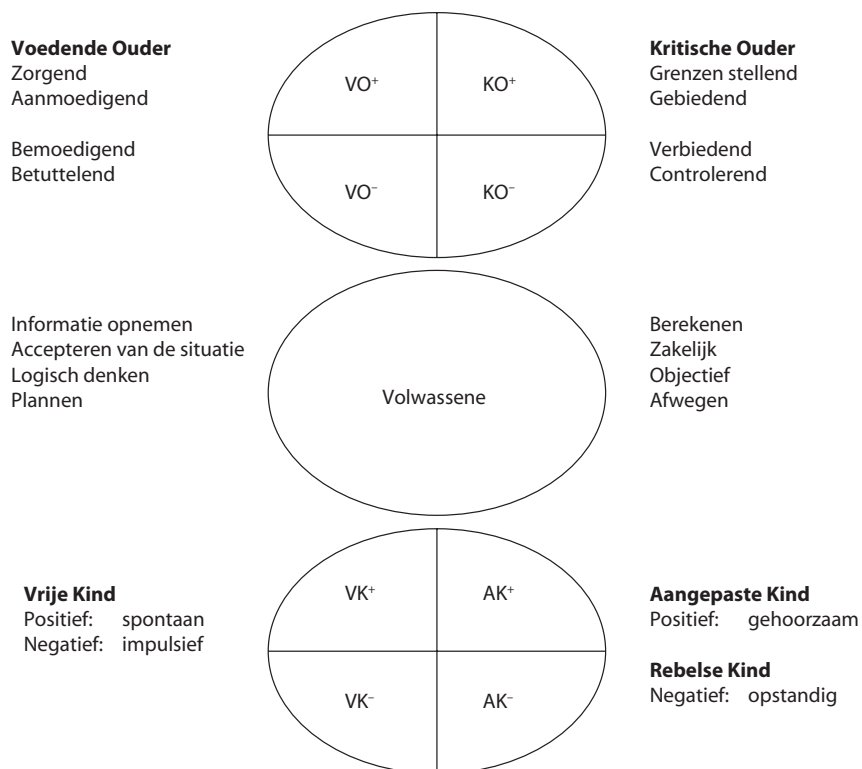 Voedende Ouder
Zorgend
Aanmoedigend
Bemoedigend
Betuttelend
VO+
KO+
VO−
KO−
Kritische Ouder
Grenzen stellend
Gebiedend
Verbiedend
Controlerend
Informatie opnemen
Accepteren van de situatie
Logisch denken
Plannen
Volwassene
Berekenen
Zakelijk
Objectief
Afwegen
Vrije Kind
Positief: spontaan
Negatief: impulsief
VK+
AK+
VK−
AK−
Aangepaste Kind
Positief: gehoorzaam
Rebelse Kind
Negatief: opstandig